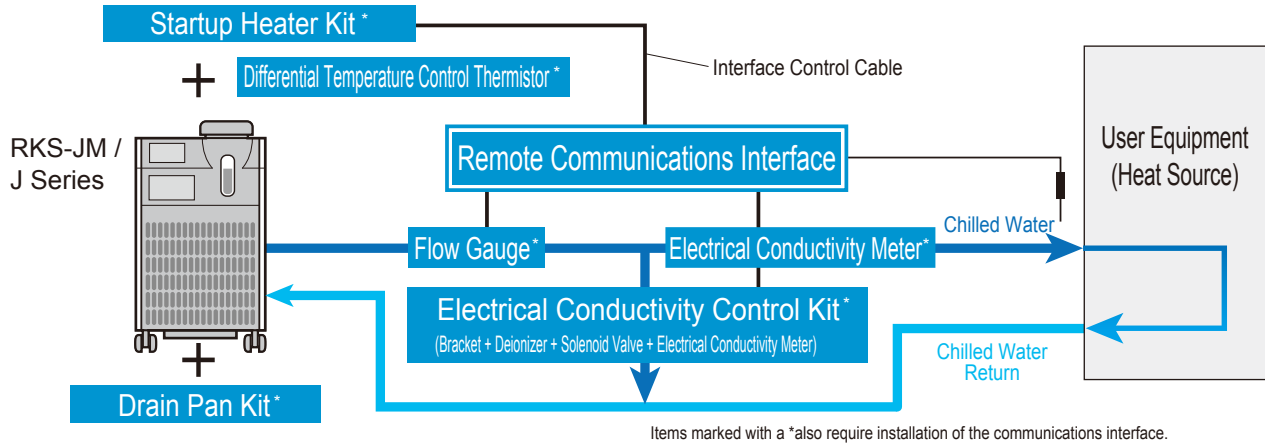 Startup Heater Kit *
Differential Temperature Control Thermistor *
Interface Control Cable
RKS-JM /
J Series
Remote Communications Interface
User Equipment
(Heat Source)
Chilled Water
Flow Gauge *
Electrical Conductivity Meter *
Electrical Conductivity Control Kit *
(Bracket + Deionizer + Solenoid Valve + Electrical Conductivity Meter)
Chilled Water
Return
Drain Pan Kit *
Items marked with a *also require installation of the communications interface.